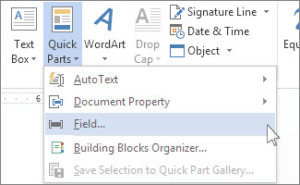 Text Box
Quick Parts
WordArt
Drop Cap
Signature Line
Date & Time
Object
Equ
6
AutoText
Document Property
Field...
Building Blocks Organizer...
Save Selection to Quick Part Gallery...